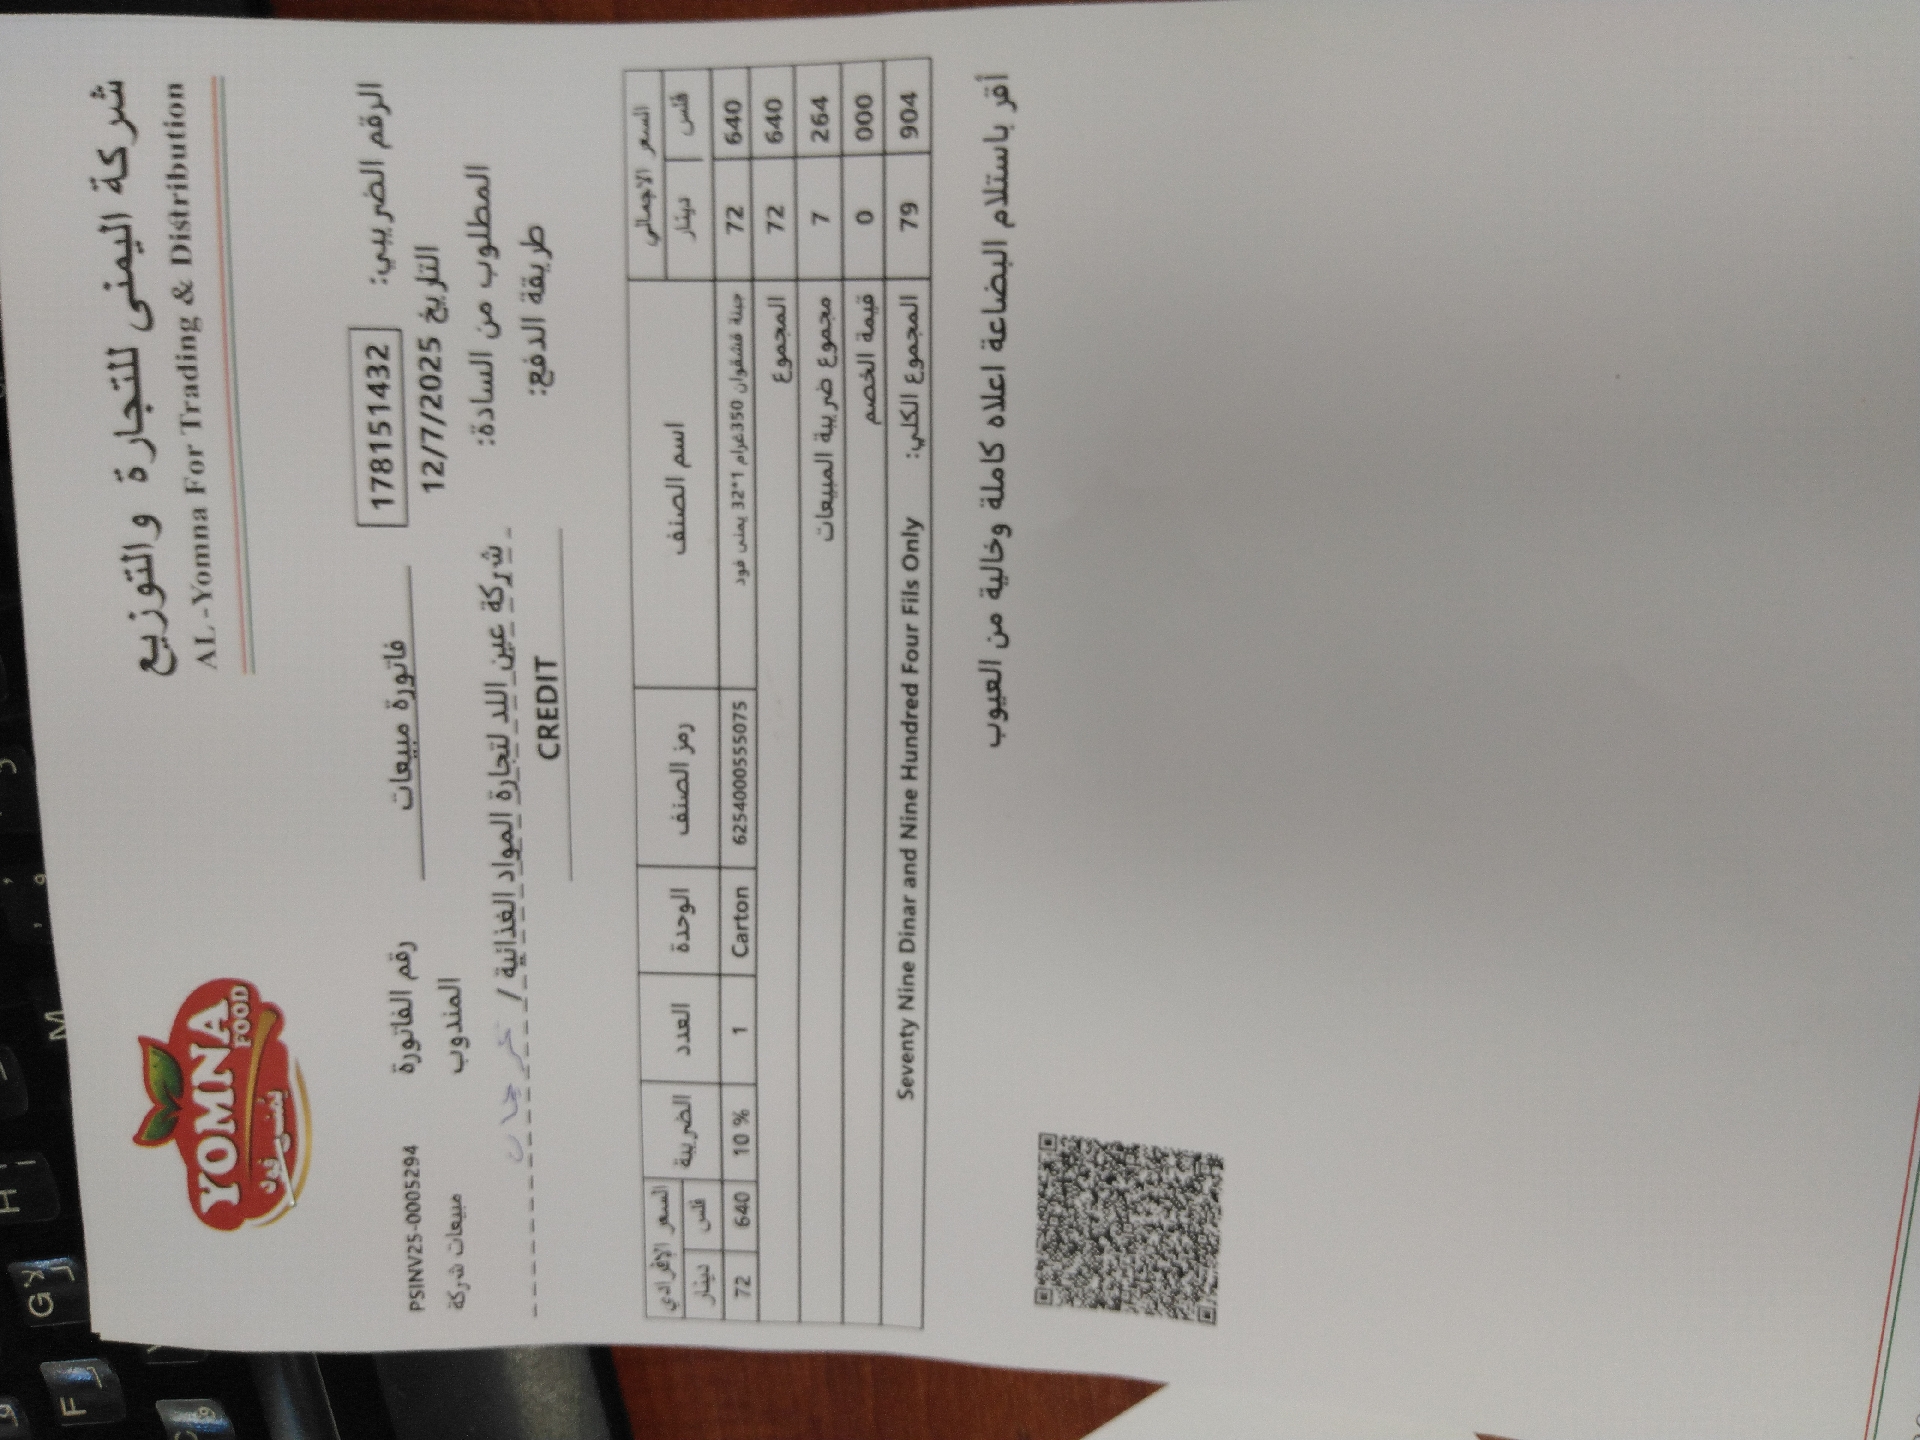 شركة اليمنى للتجارة والتوزيع
AL-Yomna For Trading & Distribution
YOMNA
FOOD
يمنى فود
الرقم الضريبي: 178151432 فاتورة مبيعات رقم الفاتورة PSINV25-0005294
التاريخ 12/7/2025 المندوب مبيعات شركة
المطلوب من السادة: شركة عين اللد لتجارة المواد الغذائية /
طريقة الدفع: CREDIT
السعر الاجمالي اسم الصنف رمز الصنف الوحدة العدد الضريبة السعر الإفرادي
فلس دينار فلس دينار
640 72 جبنة قشقوان 350غرام 1*32 يمنى فود 6254000555075 Carton 1 10 % 640 72
640 72 المجموع
264 7 مجموع ضريبة المبيعات
000 0 قيمة الخصم
904 79 المجموع الكلي: Seventy Nine Dinar and Nine Hundred Four Fils Only
أقر باستلام البضاعة اعلاه كاملة وخالية من العيوب
M
H
G
F